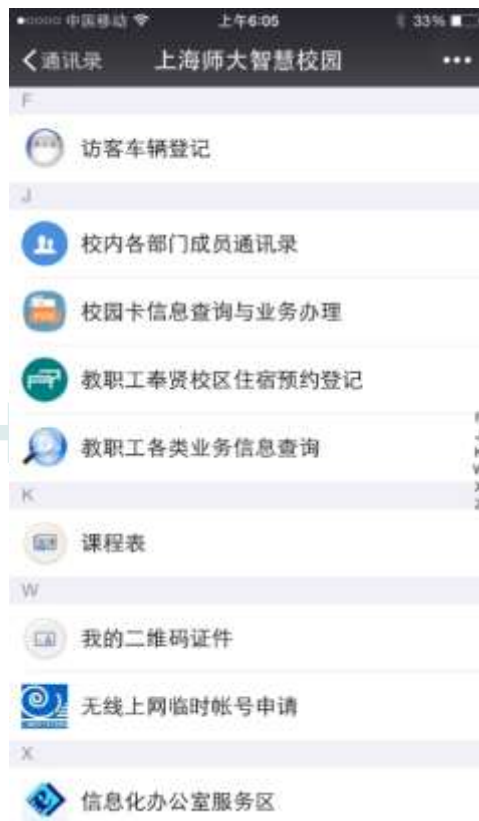 中国移动 上午6:05 33%
通讯录 上海师大智慧校园
F
访客车辆登记
J
校内各部门成员通讯录
校园卡信息查询与业务办理
教职工奉贤校区住宿预约登记
教职工各类业务信息查询
K
课程表
W
我的二维码证件
无线上网临时帐号申请
X
信息化办公室服务区